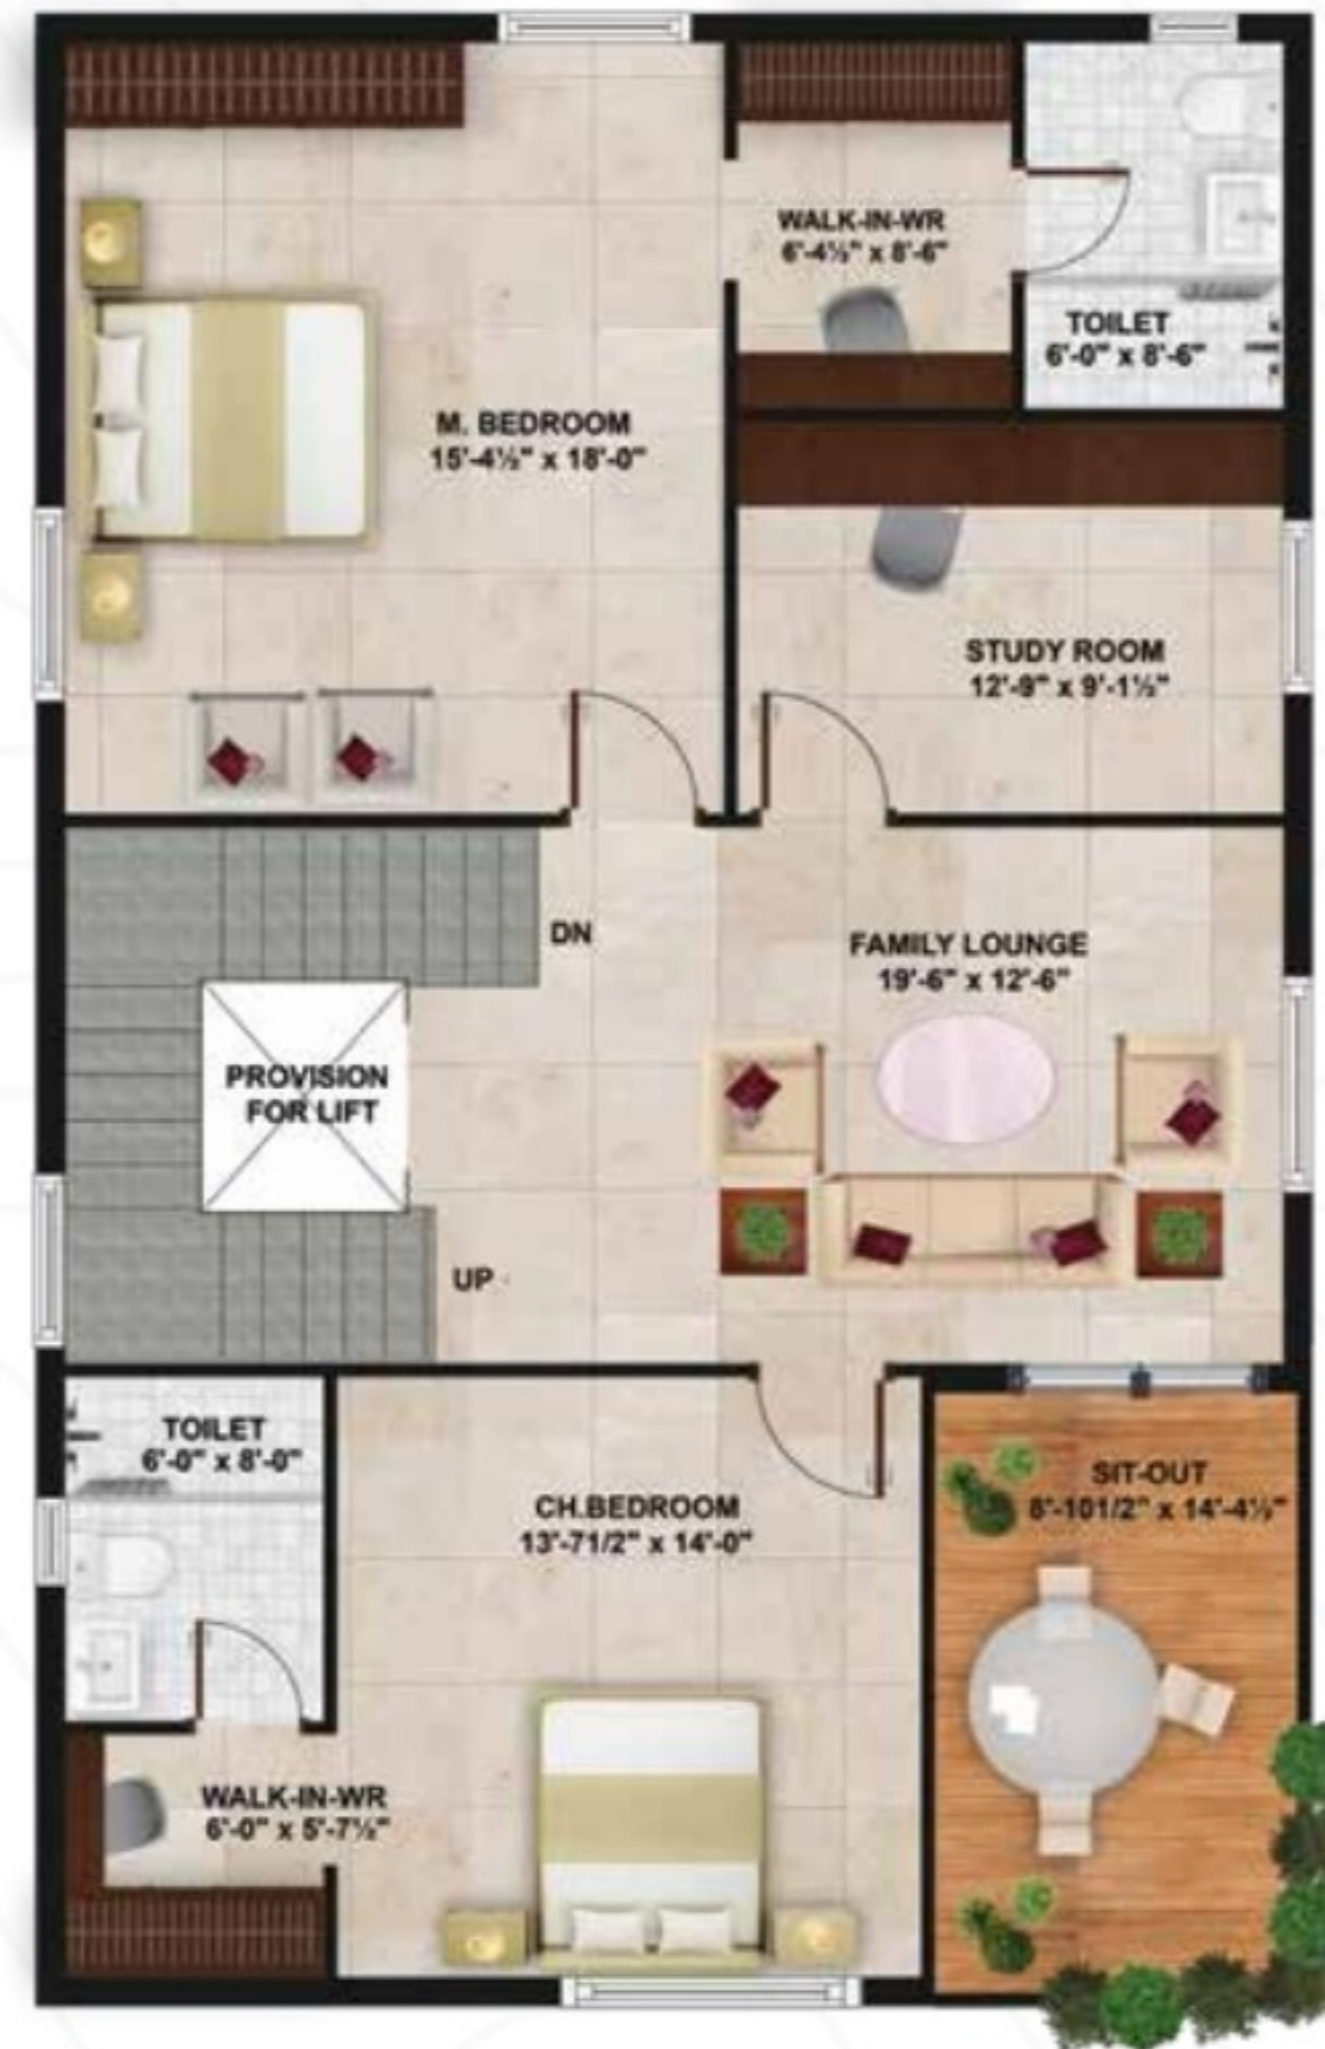 WALK-IN-WR
6'-4½" x 8'-6"
TOILET
6'-0" x 8'-6"
M. BEDROOM
15'-4½" x 18'-0"
STUDY ROOM
12'-9" x 9'-1½"
DN
FAMILY LOUNGE
19'-6" x 12'-6"
PROVISION
FOR LIFT
UP
TOILET
6'-0" x 8'-0"
SIT-OUT
8'-101/2" x 14'-4½"
CH.BEDROOM
13'-71/2" x 14'-0"
WALK-IN-WR
6'-0" x 5'-7½"